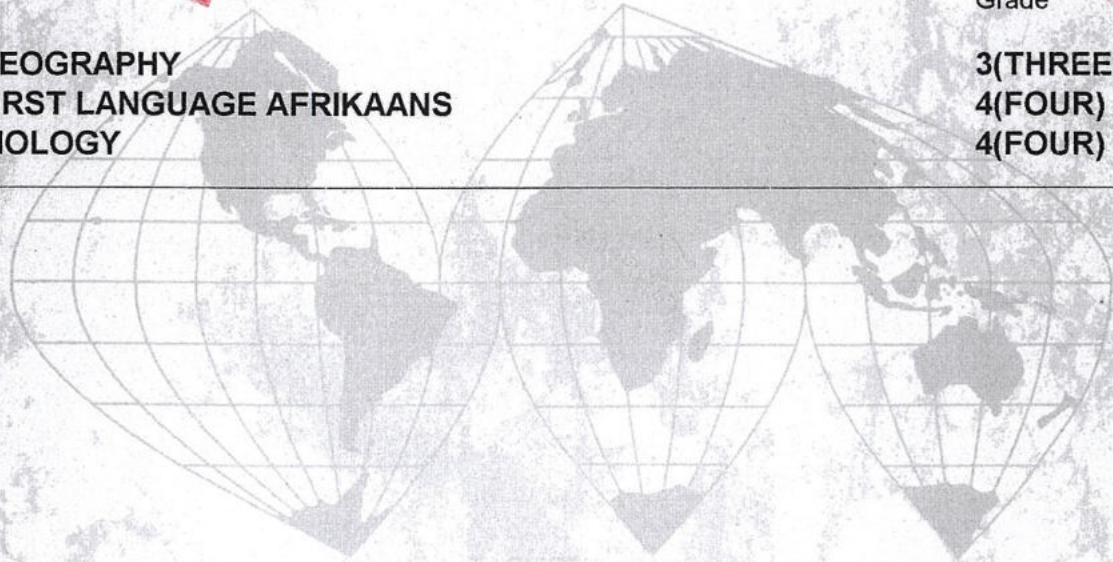 Grade
EOGRAPHY 3(THREE
RST LANGUAGE AFRIKAANS 4(FOUR)
IOLOGY 4(FOUR)